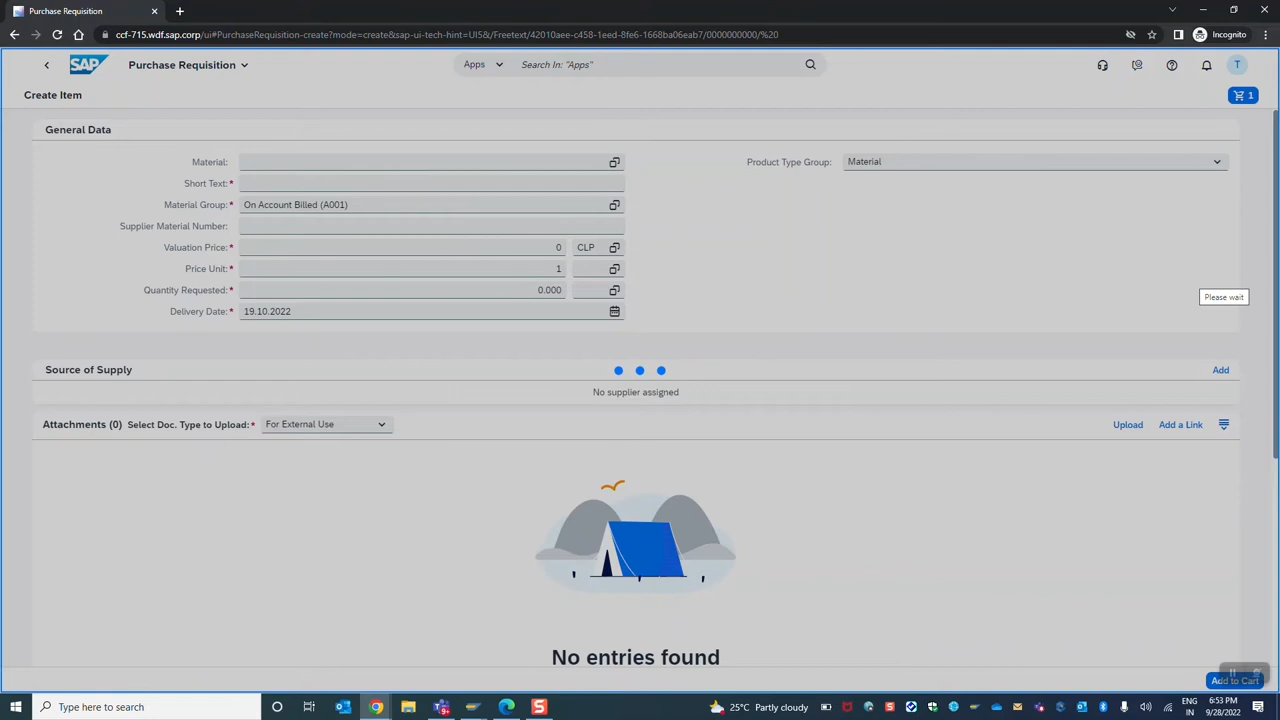 Purchase Requisition
ccf-715.wdf.sap.corp/ui#PurchaseRequisition-create?mode=create&sap-ui-tech-hint=UI5&/Freetext/42010aee-c458-1eed-8fe6-1668ba06eab7/0000000000/%20
Incognito
SAP
Purchase Requisition
Apps
Search In: "Apps"
T
Create Item
1
General Data
Material:
Product Type Group:
Material
Short Text:*
Material Group:*
On Account Billed (A001)
Supplier Material Number:
Valuation Price:*
0
CLP
Price Unit:*
1
Quantity Requested:*
0.000
Please wait
Delivery Date:*
19.10.2022
Source of Supply
Add
No supplier assigned
Attachments (0)
Select Doc. Type to Upload:*
For External Use
Upload
Add a Link
No entries found
Add to Cart
Type here to search
25°C Partly cloudy
ENG
IN
6:53 PM
9/28/2022